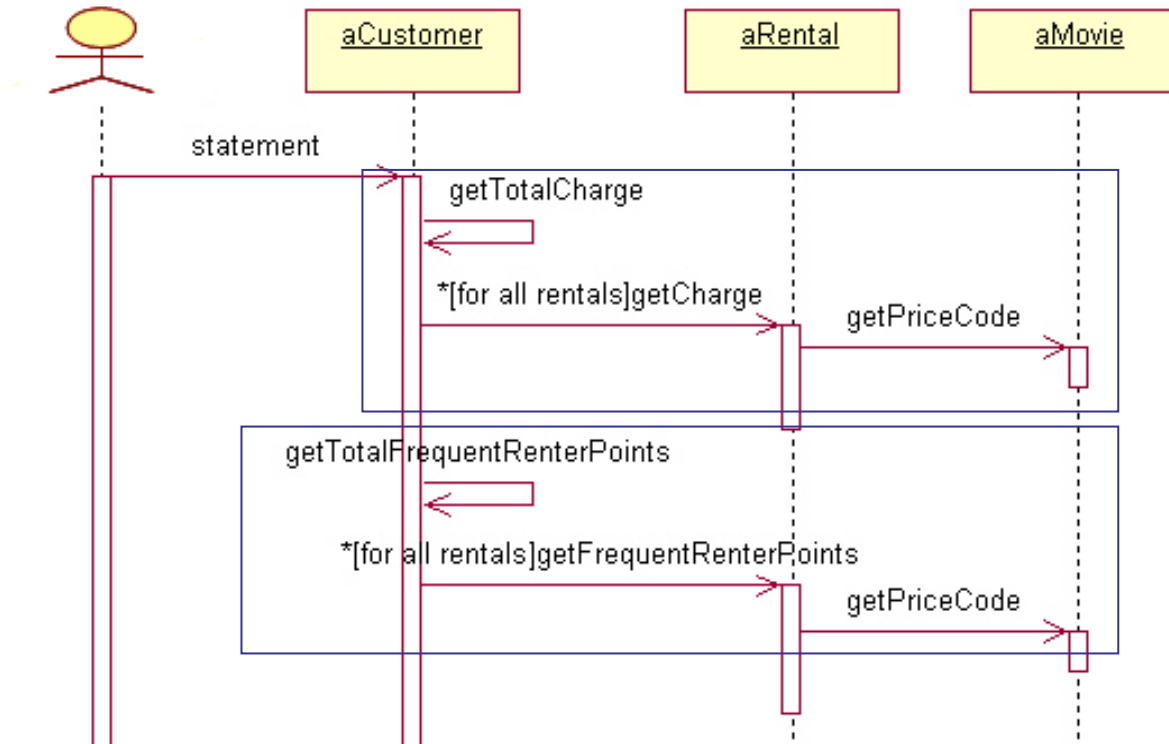 aCustomer
aRental
aMovie
statement
getTotalCharge
*[for all rentals]getCharge
getPriceCode
getTotalFrequentRenterPoints
*[for all rentals]getFrequentRenterPoints
getPriceCode